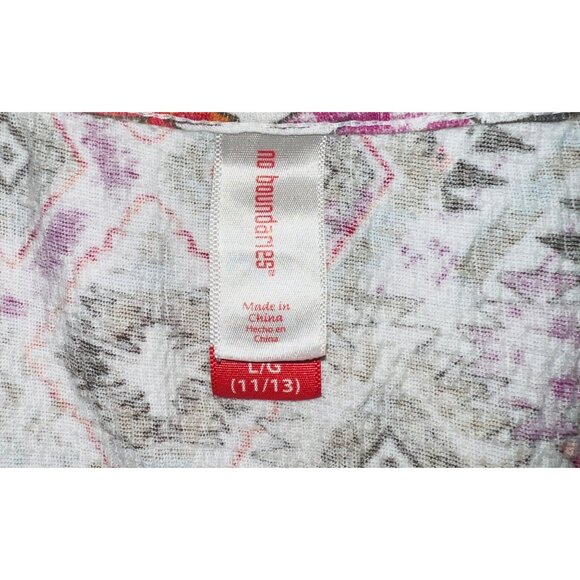 no boundaries®
Made in
China
Hecho en
China
L/G
(11/13)